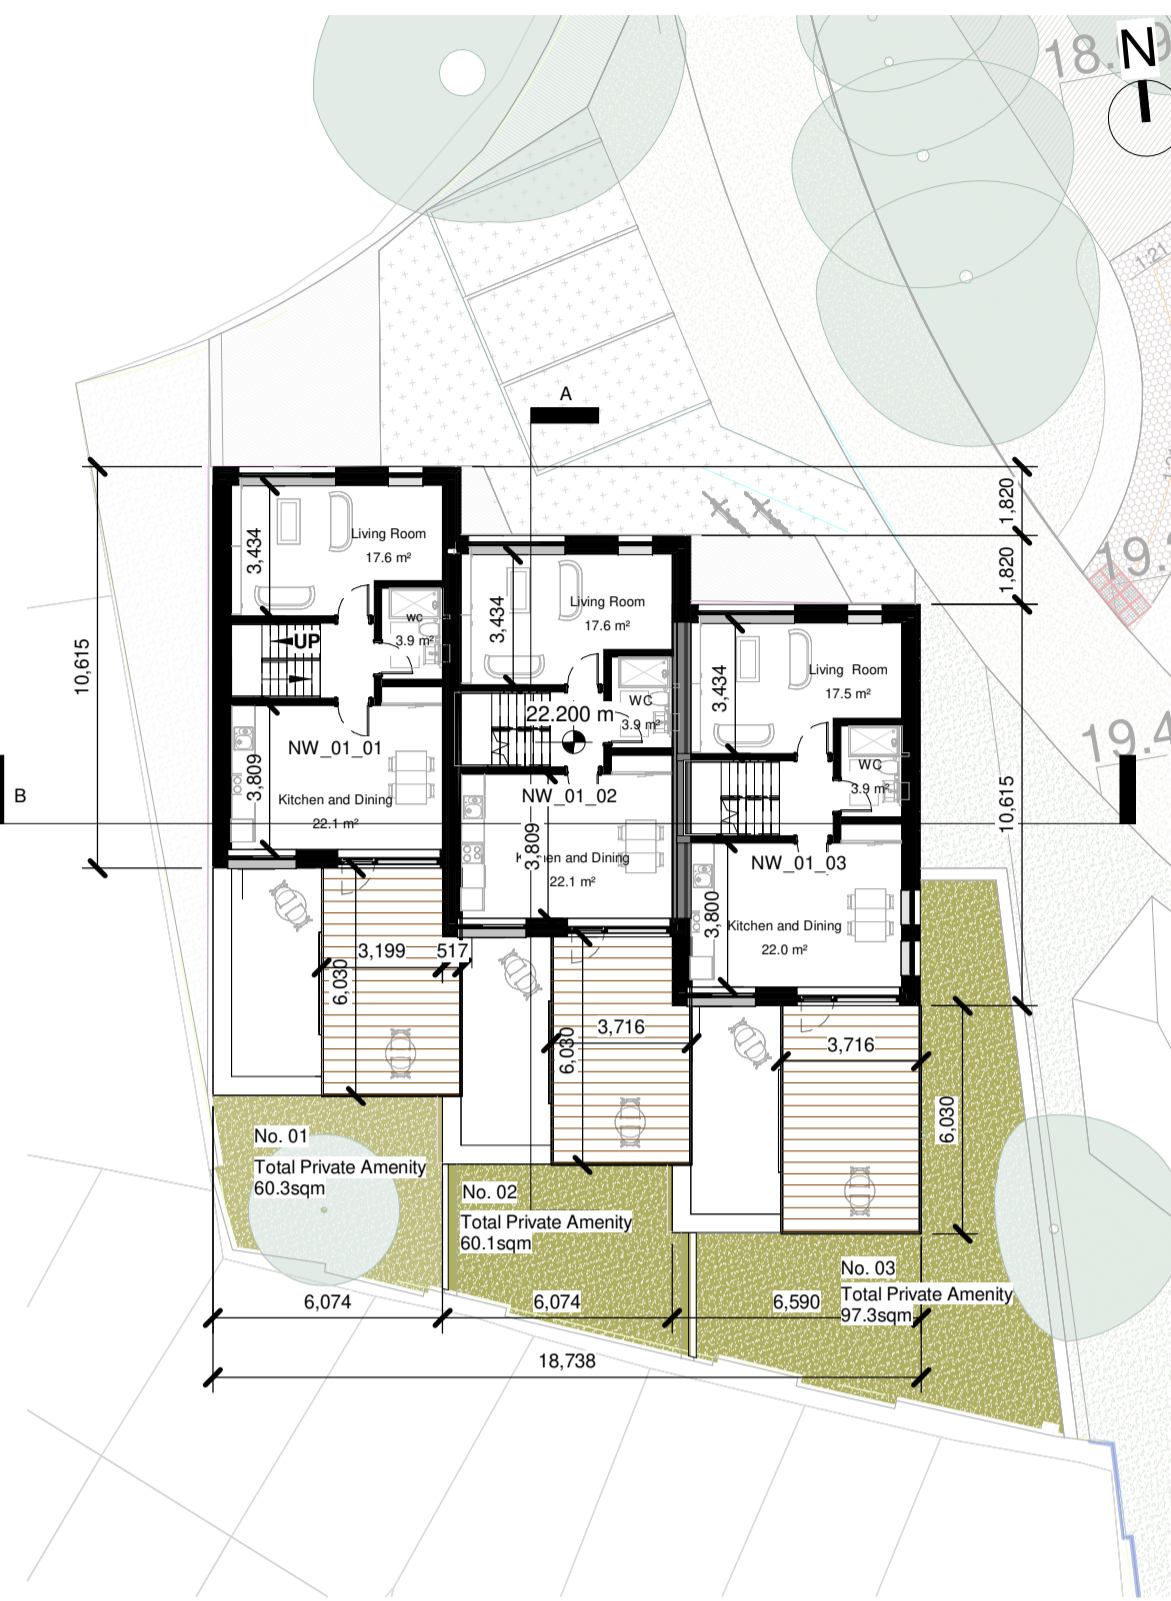 18.
N
1:21
A
1,820
1,820
19.
Living Room
17.6 m²
3,434
wc
3.9 m²
UP
Living Room
17.6 m²
3,434
WC
3.9 m²
22.200 m
Living Room
17.5 m²
3,434
WC
3.9 m²
10,615
19.4
NW_01_01
3,809
Kitchen and Dining
22.1 m²
B
NW_01_02
3,809
en and Dining
22.1 m²
10,615
NW_01_03
3,800
Kitchen and Dining
22.0 m²
3,199
517
6,030
3,716
6,030
3,716
6,030
No. 01
Total Private Amenity
60.3sqm
No. 02
Total Private Amenity
60.1sqm
No. 03
Total Private Amenity
97.3sqm
6,074
6,074
6,590
18,738